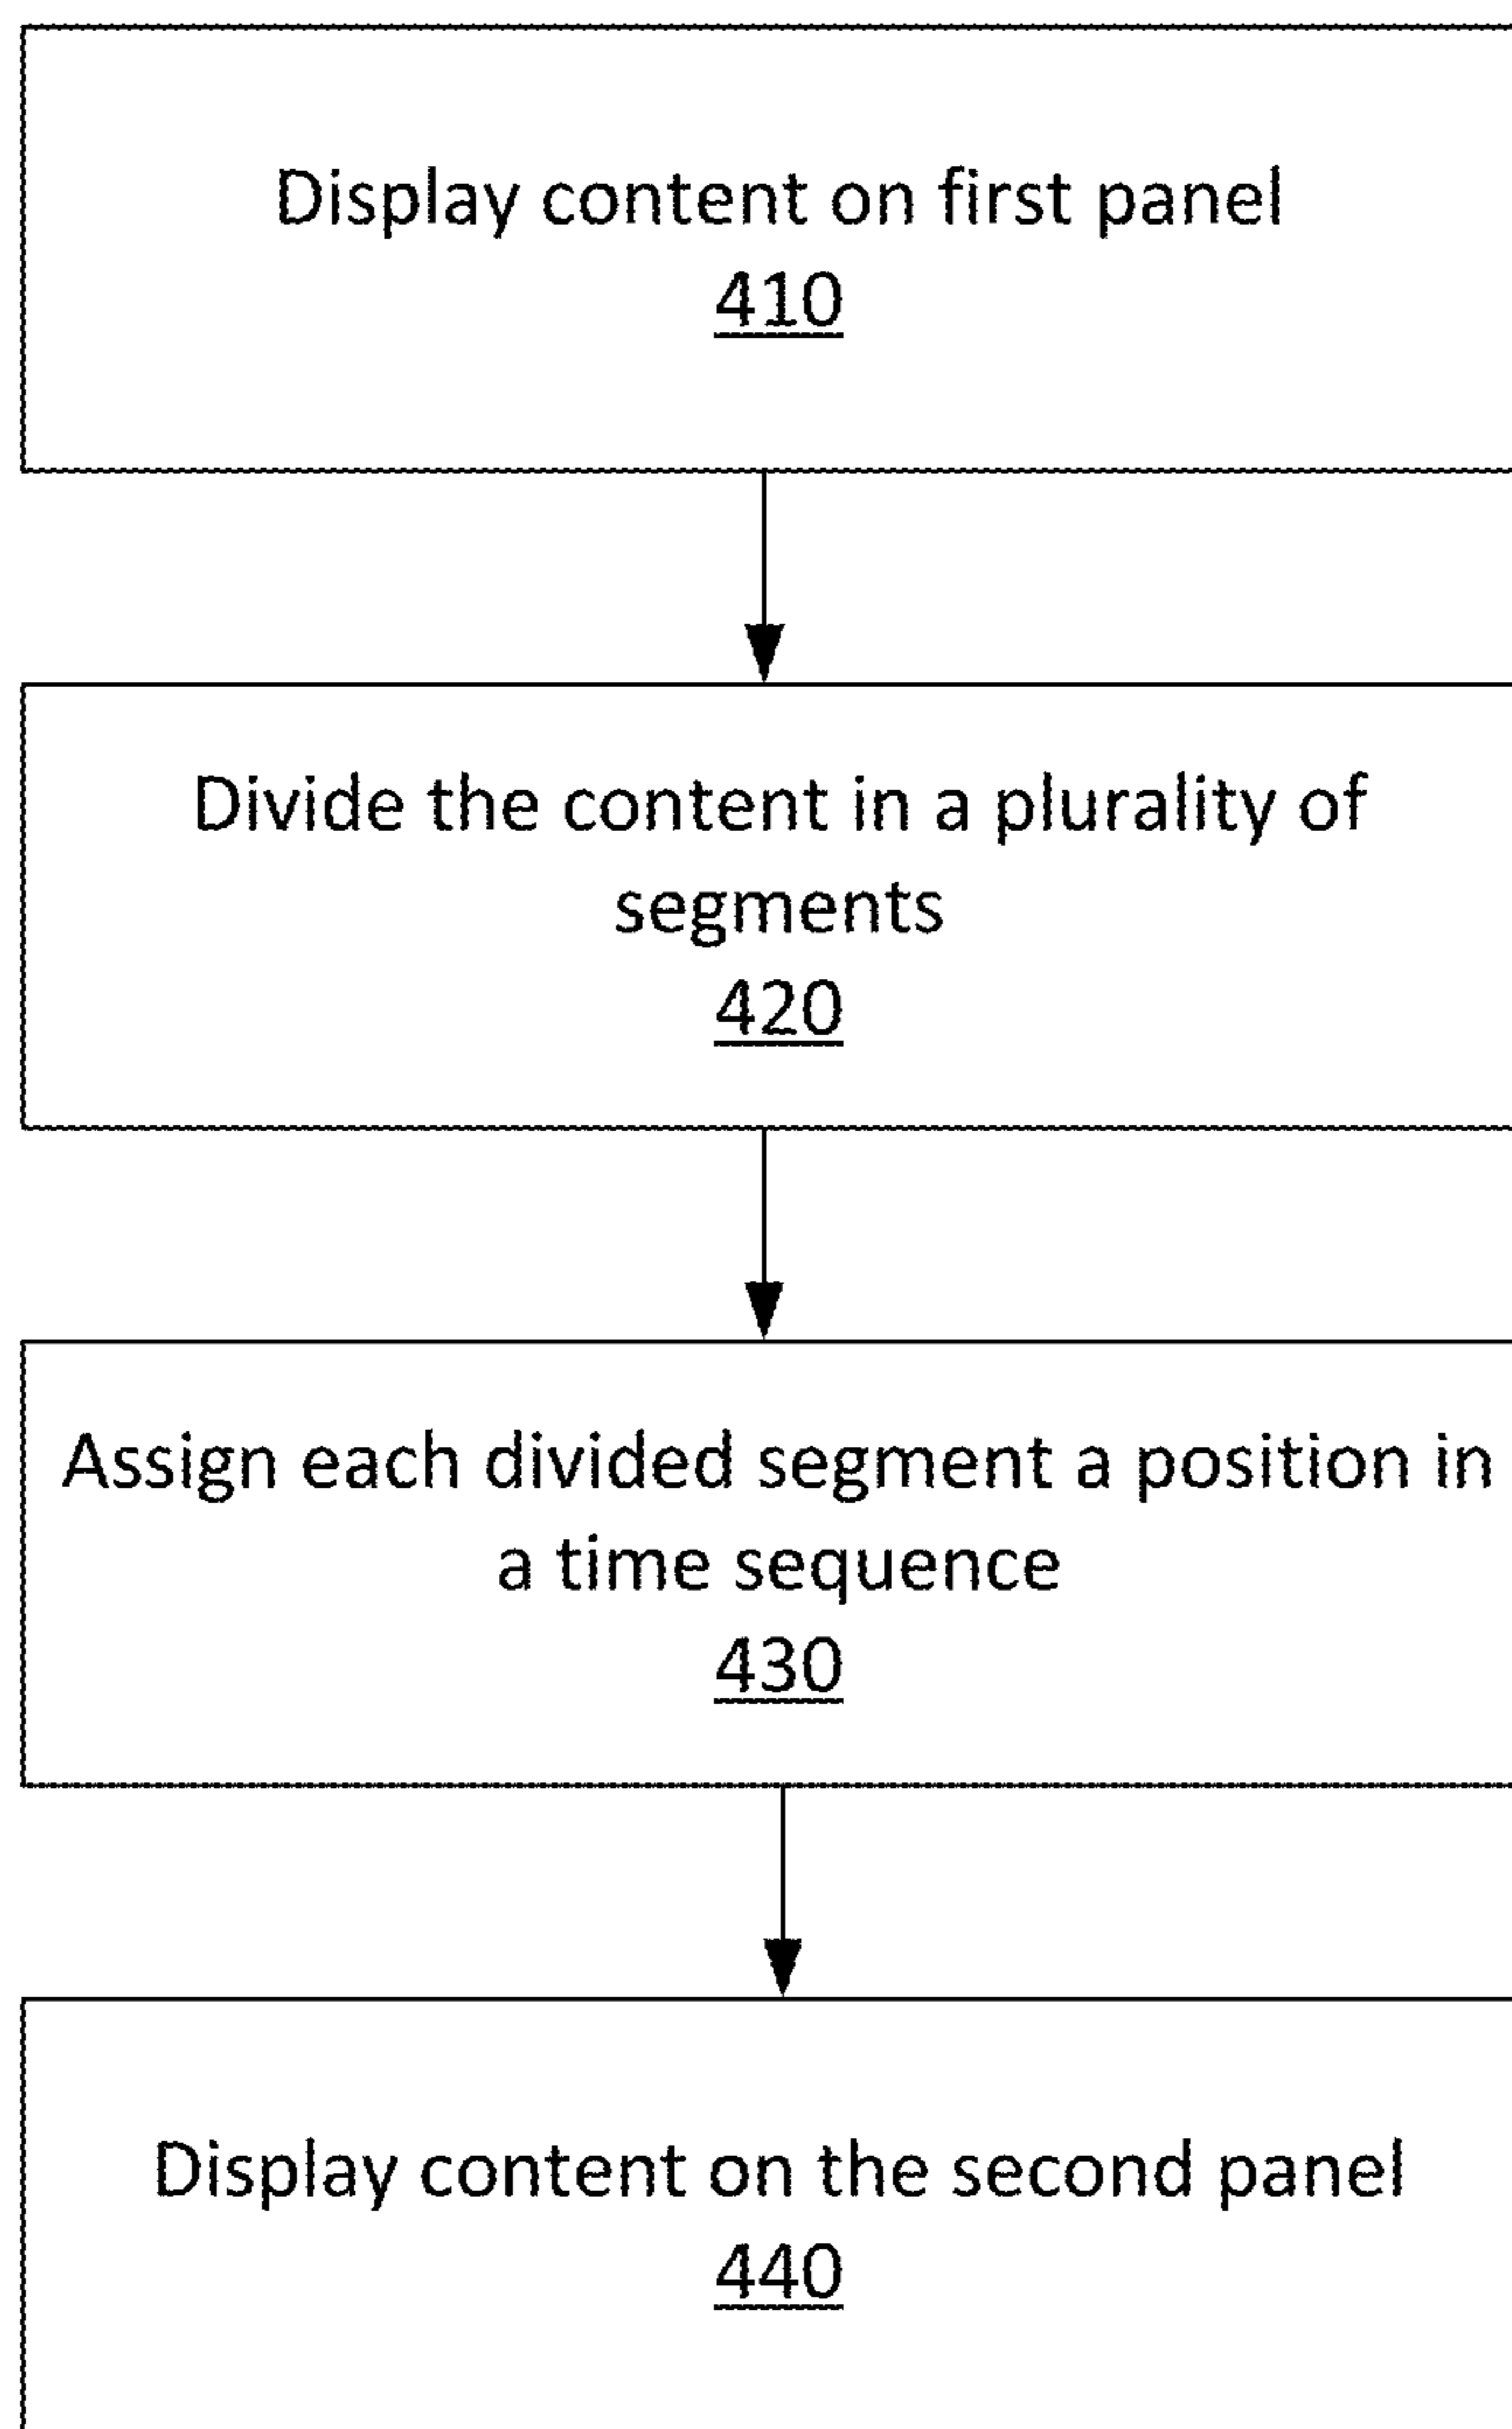 Display content on first panel
410
Divide the content in a plurality of
segments
420
Assign each divided segment a position in
a time sequence
430
Display content on the second panel
440